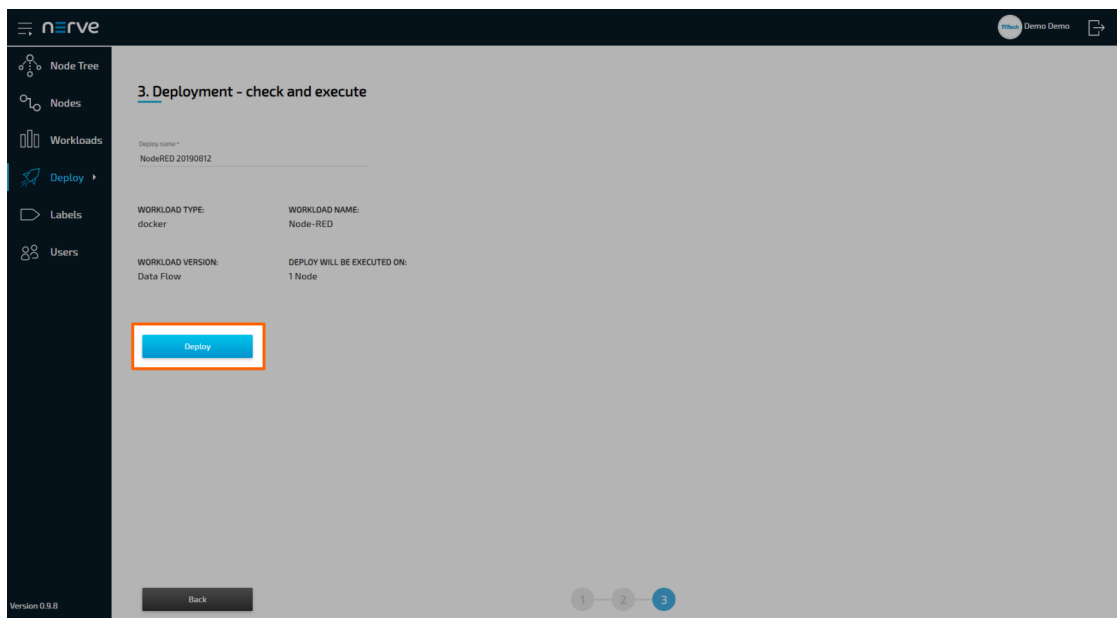 nerve
TTTech Demo Demo
Node Tree
Nodes
Workloads
Deploy
Labels
Users
3. Deployment - check and execute
Deploy name *
NodeRED 20190812
WORKLOAD TYPE: WORKLOAD NAME:
docker Node-RED
WORKLOAD VERSION: DEPLOY WILL BE EXECUTED ON:
Data Flow 1 Node
Deploy
Back 1 2 3
Version 0.9.8